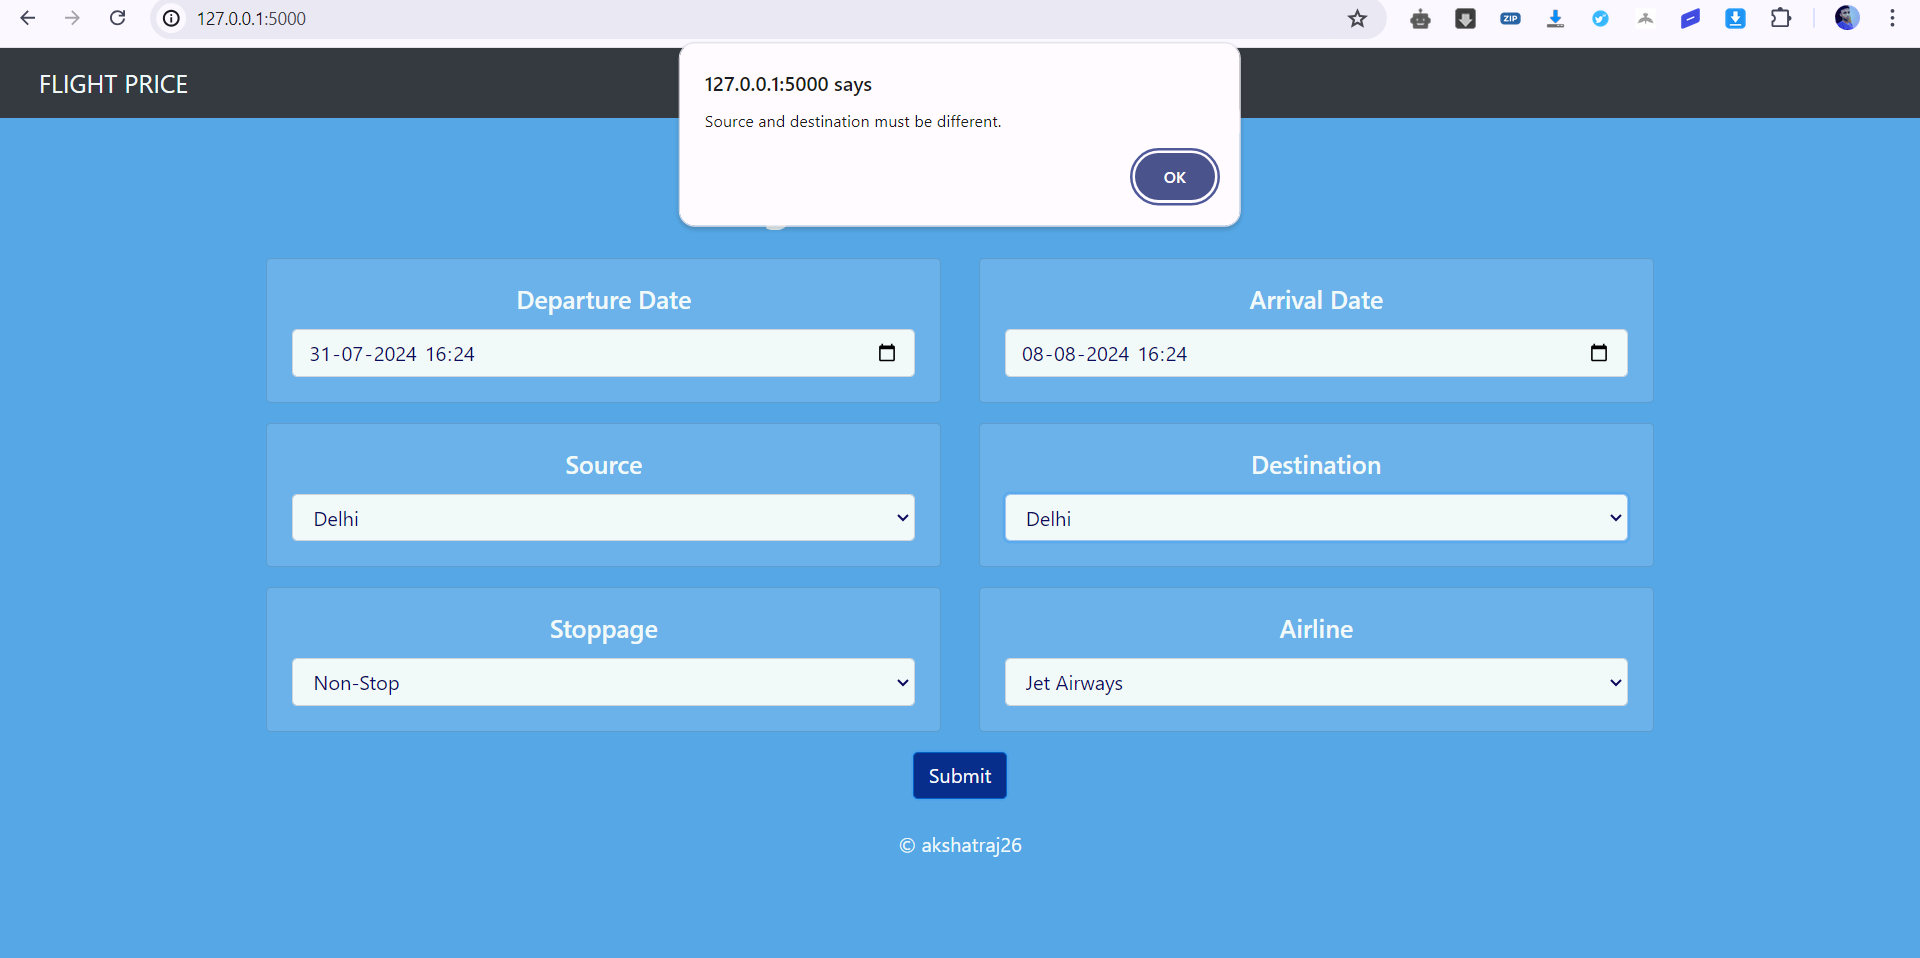 127.0.0.1:5000
ZIP
FLIGHT PRICE
127.0.0.1:5000 says
Source and destination must be different.
OK
Departure Date
Arrival Date
31-07-2024 16:24
08-08-2024 16:24
Source
Destination
Delhi
Delhi
Stoppage
Airline
Non-Stop
Jet Airways
Submit
© akshatraj26